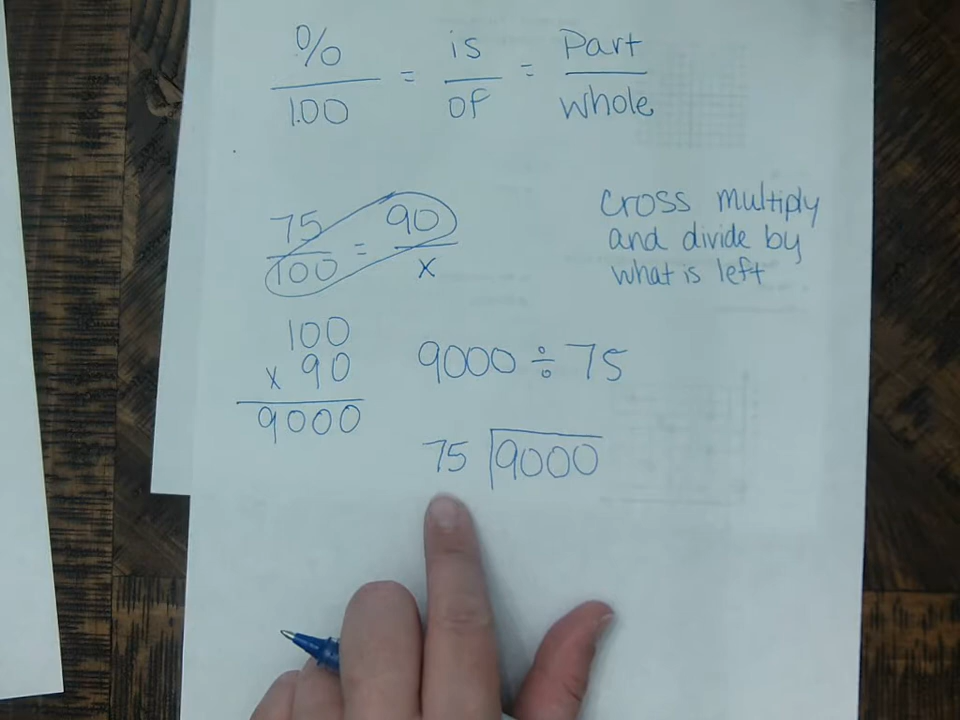 % = is = Part
100 of whole
75 = 90
100 x
cross multiply
and divide by
what is left
100
x 90
9000
9000 ÷ 75
75 9000